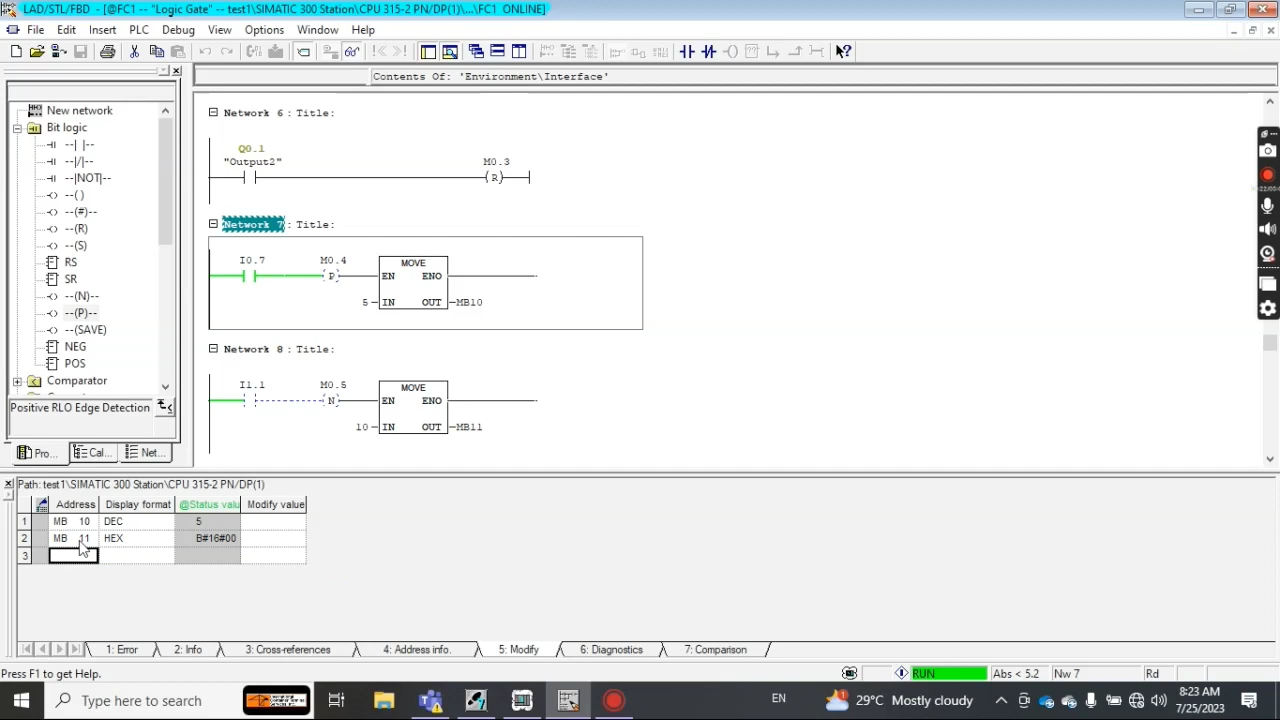 LAD/STL/FBD - [@FC1 -- "Logic Gate" -- test1\SIMATIC 300 Station\CPU 315-2 PN/DP(1)\...\FC1 ONLINE]
File Edit Insert PLC Debug View Options Window Help
Contents Of: 'Environment\Interface'
New network
Bit logic
--| |--
--|/|--
--|NOT|--
--( )
--(#)--
--(R)
--(S)
RS
SR
--(N)--
--(P)--
--(SAVE)
NEG
POS
Comparator
Positive RLO Edge Detection
Pro... Cal... Net...
Network 6 : Title:
Q0.1
"Output2" M0.3
(R)
Network 7 : Title:
I0.7 M0.4 MOVE
(P) EN ENO
5 IN OUT MB10
Network 8 : Title:
I1.1 M0.5 MOVE
(N) EN ENO
10 IN OUT MB11
Path: test1\SIMATIC 300 Station\CPU 315-2 PN/DP(1)
Address Display format @Status valu Modify value
1 MB 10 DEC 5
2 MB 11 HEX B#16#00
3
1: Error 2: Info 3: Cross-references 4: Address info. 5: Modify 6: Diagnostics 7: Comparison
Press F1 to get Help.
RUN Abs < 5.2 Nw 7 Rd
Type here to search
EN 29°C Mostly cloudy
8:23 AM
7/25/2023